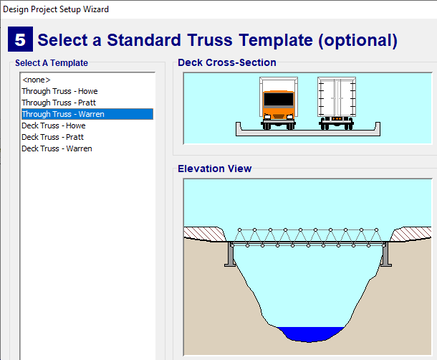 Design Project Setup Wizard
5 Select a Standard Truss Template (optional)
Select A Template
<none>
Through Truss - Howe
Through Truss - Pratt
Through Truss - Warren
Deck Truss - Howe
Deck Truss - Pratt
Deck Truss - Warren
Deck Cross-Section
Elevation View